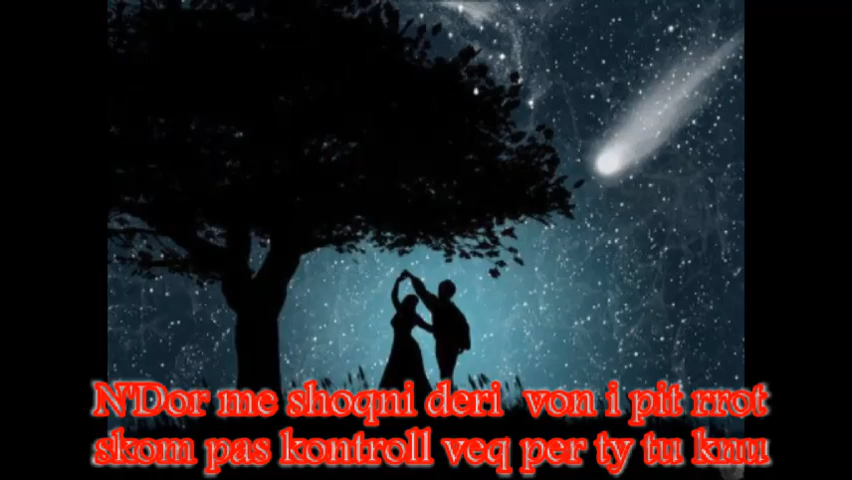 N'Dor me shoqni deri von i pit rrot
skom pas kontroll veq per ty tu knu